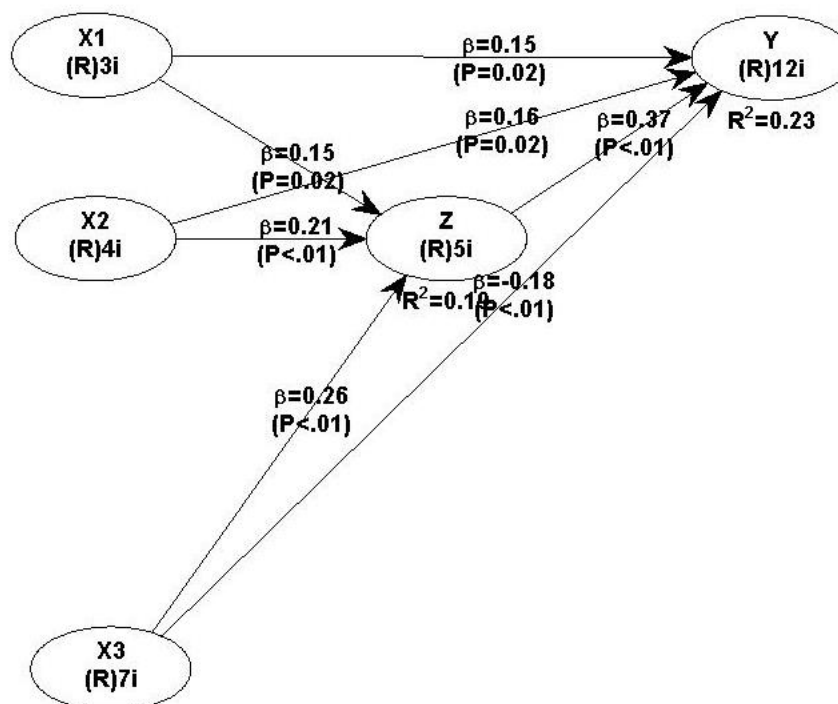 X1
(R)3i
β=0.15
(P=0.02)
Y
(R)12i
R²=0.23
β=0.16
(P=0.02)
β=0.37
(P<.01)
β=0.15
(P=0.02)
X2
(R)4i
β=0.21
(P<.01)
Z
(R)5i
R²=0.19
β=-0.18
(P<.01)
β=0.26
(P<.01)
X3
(R)7i